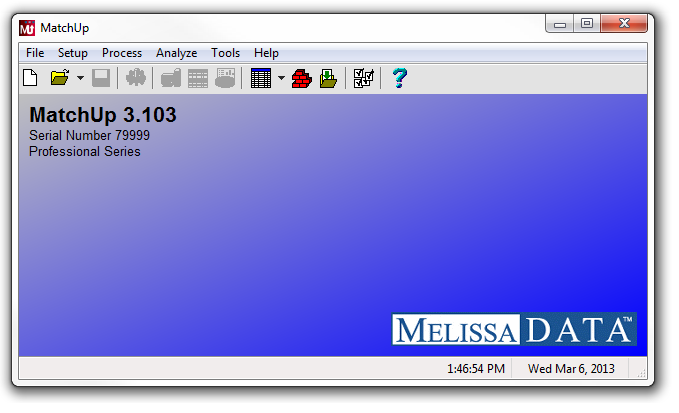 MatchUp
File Setup Process Analyze Tools Help
MatchUp 3.103
Serial Number 79999
Professional Series
MELISSA DATA™
1:46:54 PM Wed Mar 6, 2013